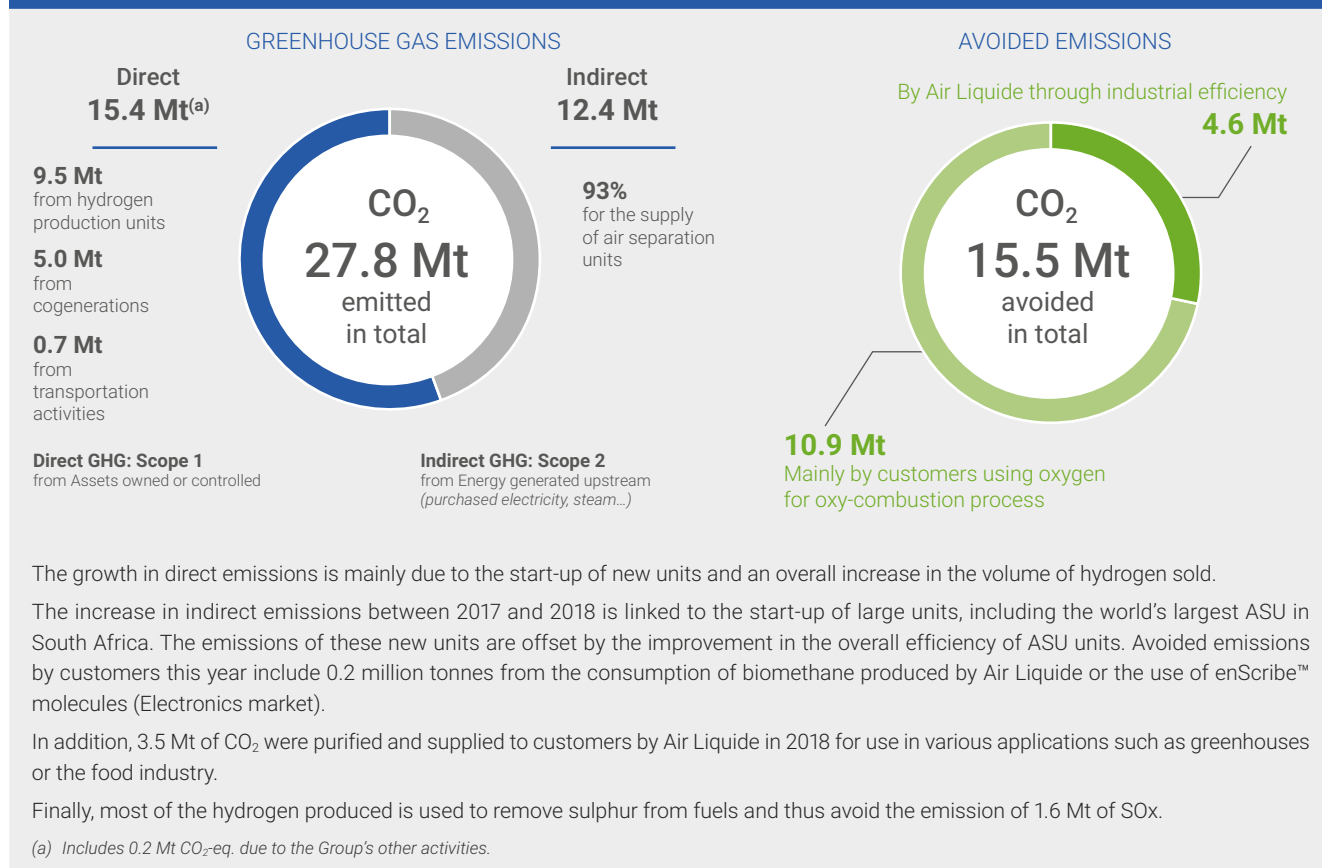 GREENHOUSE GAS EMISSIONS
Direct
15.4 Mt(a)
9.5 Mt
from hydrogen
production units
5.0 Mt
from
cogenerations
0.7 Mt
from
transportation
activities
CO₂
27.8 Mt
emitted
in total
Indirect
12.4 Mt
93%
for the supply
of air separation
units
Direct GHG: Scope 1
from Assets owned or controlled
Indirect GHG: Scope 2
from Energy generated upstream
(purchased electricity, steam…)
AVOIDED EMISSIONS
By Air Liquide through industrial efficiency
4.6 Mt
CO₂
15.5 Mt
avoided
in total
10.9 Mt
Mainly by customers using oxygen
for oxy-combustion process
The growth in direct emissions is mainly due to the start-up of new units and an overall increase in the volume of hydrogen sold.
The increase in indirect emissions between 2017 and 2018 is linked to the start-up of large units, including the world's largest ASU in
South Africa. The emissions of these new units are offset by the improvement in the overall efficiency of ASU units. Avoided emissions
by customers this year include 0.2 million tonnes from the consumption of biomethane produced by Air Liquide or the use of enScribe™
molecules (Electronics market).
In addition, 3.5 Mt of CO₂ were purified and supplied to customers by Air Liquide in 2018 for use in various applications such as greenhouses
or the food industry.
Finally, most of the hydrogen produced is used to remove sulphur from fuels and thus avoid the emission of 1.6 Mt of SOx.
(a) Includes 0.2 Mt CO₂-eq. due to the Group's other activities.